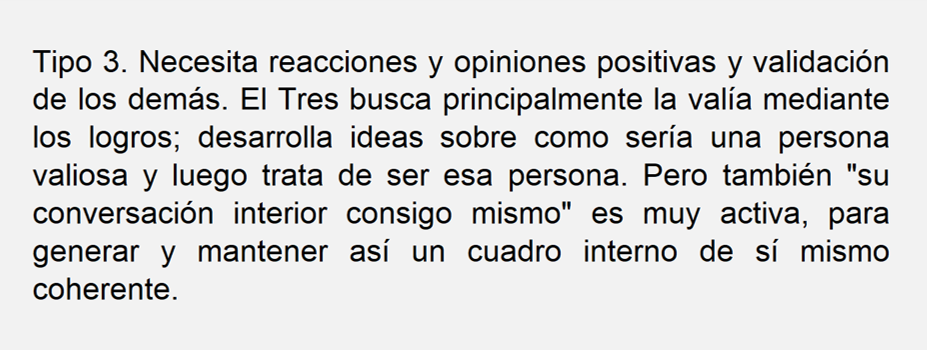 Tipo 3. Necesita reacciones y opiniones positivas y validación
de los demás. El Tres busca principalmente la valía mediante
los logros; desarrolla ideas sobre como sería una persona
valiosa y luego trata de ser esa persona. Pero también "su
conversación interior consigo mismo" es muy activa, para
generar y mantener así un cuadro interno de sí mismo
coherente.